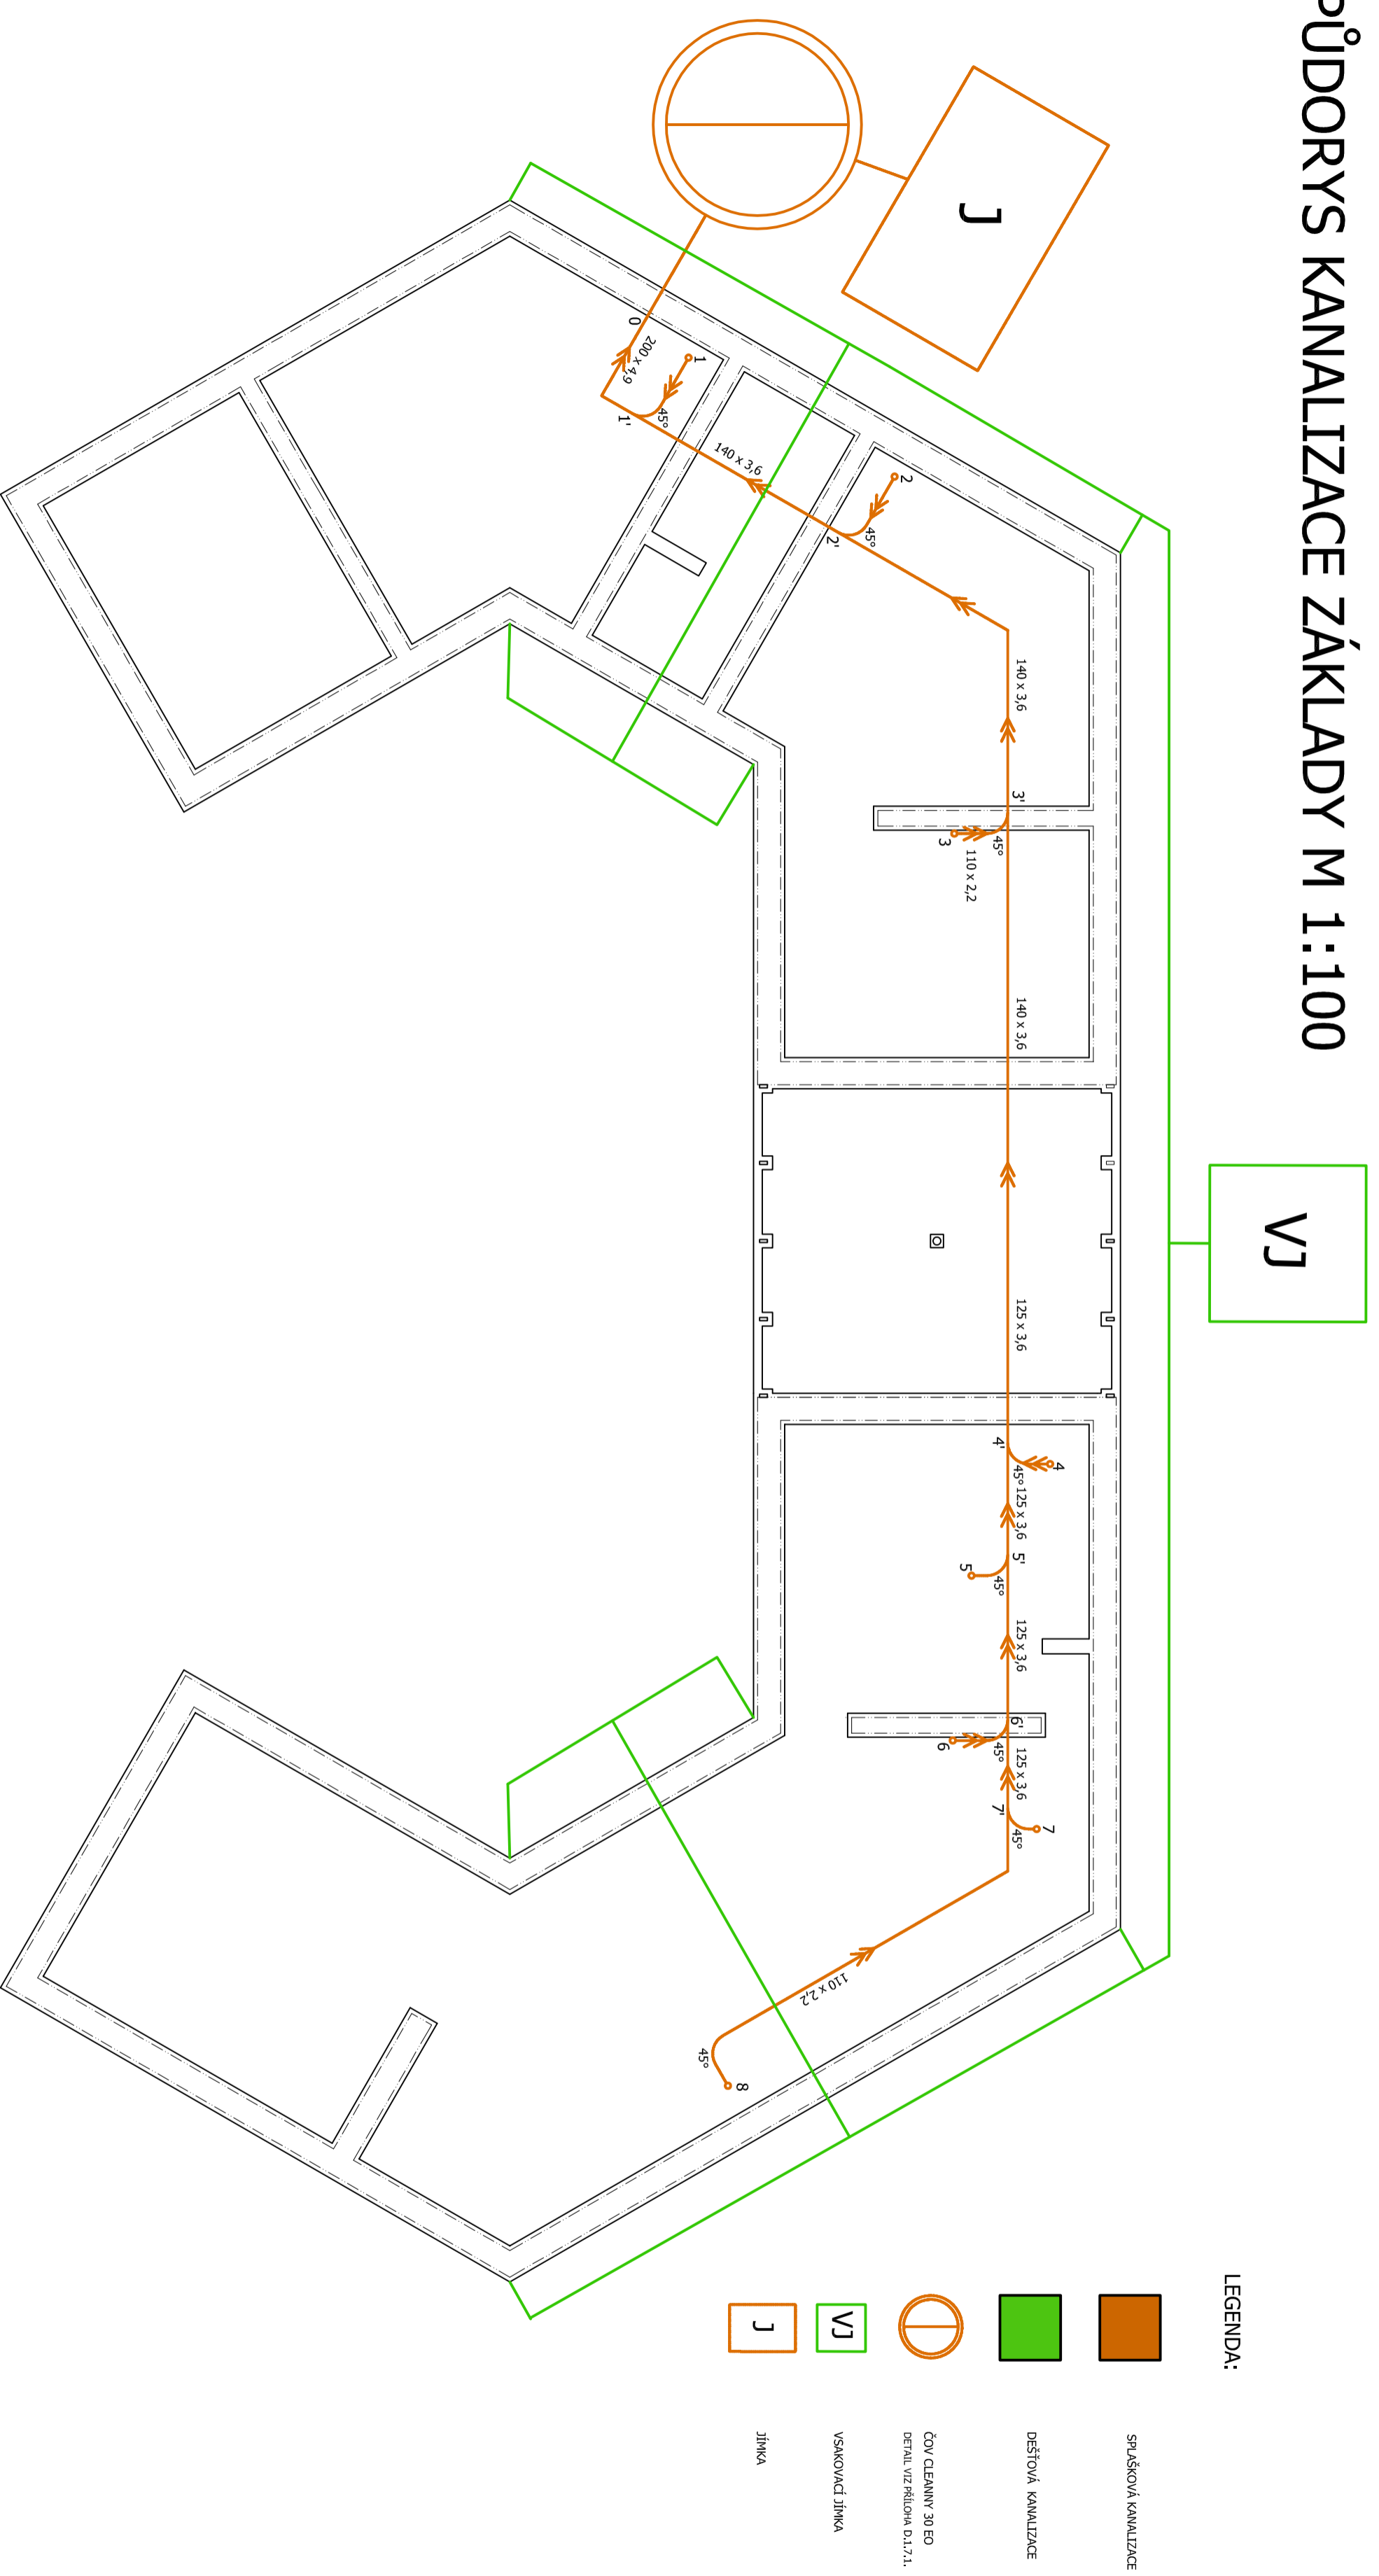 PŮDORYS KANALIZACE ZÁKLADY M 1:100
J
VJ
0
200 x 4,9
1
45°
1'
140 x 3,6
2
45°
2'
140 x 3,6
3'
45°
3
110 x 2,2
140 x 3,6
125 x 3,6
4'
4
45°
125 x 3,6
5'
5
45°
125 x 3,6
6'
6
45°
125 x 3,6
7'
7
45°
110 x 2,2
45°
8
LEGENDA:
SPLAŠKOVÁ KANALIZACE
DEŠŤOVÁ KANALIZACE
ČOV CLEANNY 30 EO
DETAIL VIZ PŘÍLOHA D.1.7.1.
VJ
VSAKOVACÍ JÍMKA
J
JÍMKA